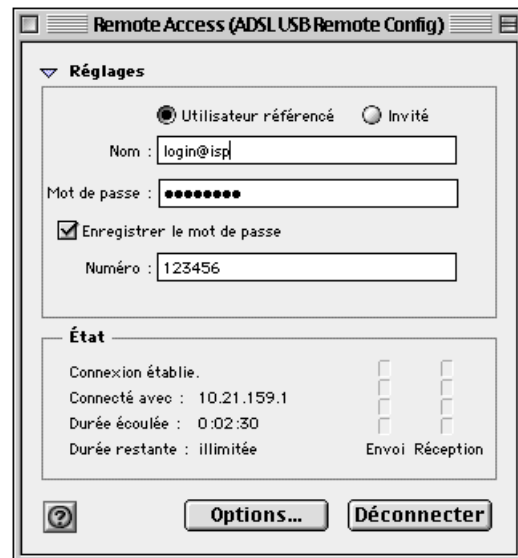 Remote Access (ADSL USB Remote Config)
Réglages
Utilisateur référencé Invité
Nom : login@isp
Mot de passe : ●●●●●●●●
Enregistrer le mot de passe
Numéro : 123456
État
Connexion établie.
Connecté avec : 10.21.159.1
Durée écoulée : 0:02:30
Durée restante : illimitée Envoi Réception
? Options... Déconnecter